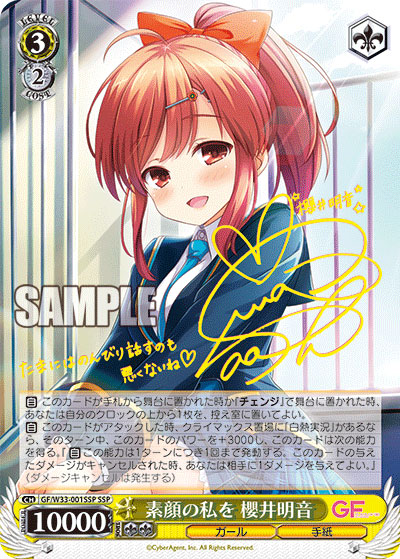 LEVEL
3
2
COST
櫻井明音
SAMPLE
たまにはのんびり話すのも
悪くないね♡
【自】 このカードが手札から舞台に置かれた時か「チェンジ」で舞台に置かれた時、
あなたは自分のクロックの上から1枚を、控え室に置いてよい。
【自】 このカードがアタックした時、クライマックス置場に「白熱実況」があるな
ら、そのターン中、このカードのパワーを＋3000し、このカードは次の能力
を得る。『【自】 この能力は1ターンにつき1回まで発動する。このカードの与え
たダメージがキャンセルされた時、あなたは相手に1ダメージを与えてよい』
（ダメージキャンセルは発生する）
CH
GF/W33-001SSP SSP
10000
素顔の私を 櫻井明音
GF
ガール
手紙
©CyberAgent, Inc. All Rights Reserved.